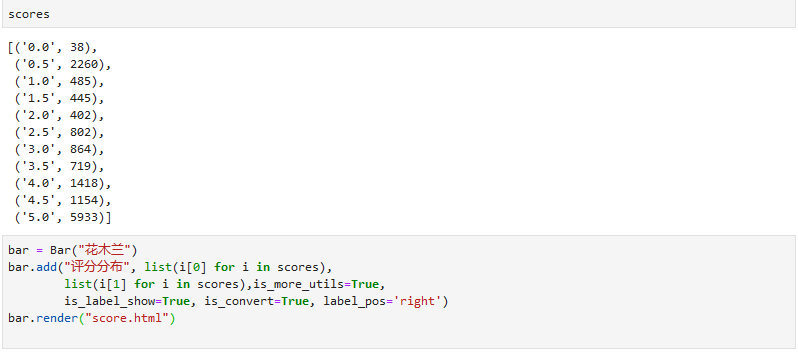 scores
[('0.0', 38),
('0.5', 2260),
('1.0', 485),
('1.5', 445),
('2.0', 402),
('2.5', 802),
('3.0', 864),
('3.5', 719),
('4.0', 1418),
('4.5', 1154),
('5.0', 5933)]
bar = Bar("花木兰")
bar.add("评分分布", list(i[0] for i in scores),
list(i[1] for i in scores),is_more_utils=True,
is_label_show=True, is_convert=True, label_pos='right')
bar.render("score.html")